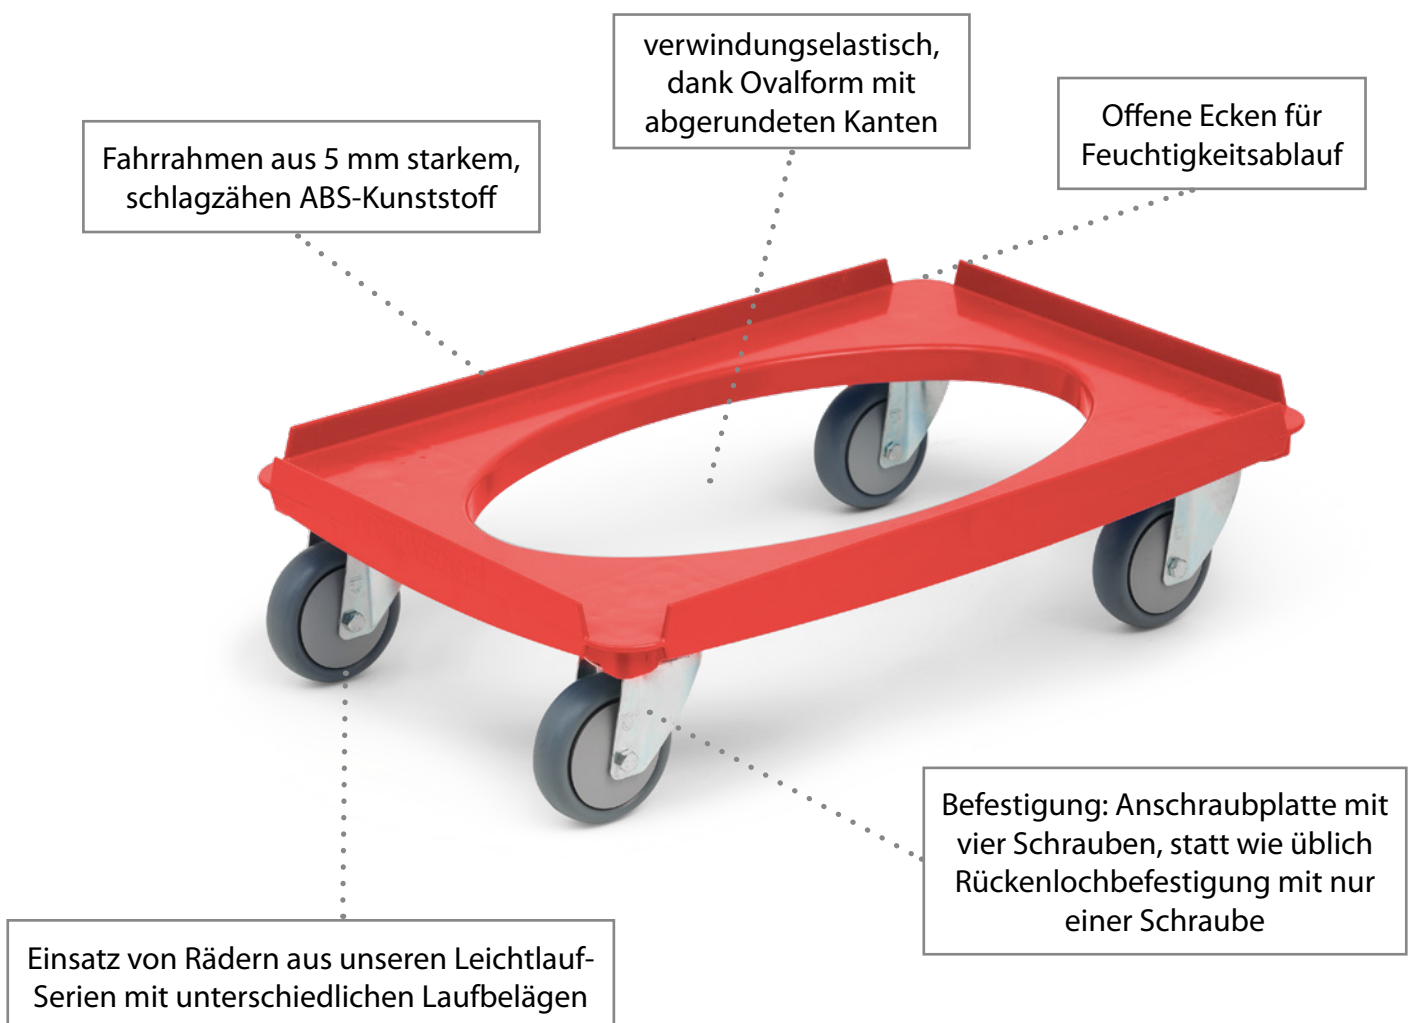 verwindungselastisch,
dank Ovalform mit
abgerundeten Kanten
Offene Ecken für
Feuchtigkeitsablauf
Fahrrahmen aus 5 mm starkem,
schlagzähen ABS-Kunststoff
Befestigung: Anschraubplatte mit
vier Schrauben, statt wie üblich
Rückenlochbefestigung mit nur
einer Schraube
Einsatz von Rädern aus unseren Leichtlauf-
Serien mit unterschiedlichen Laufbelägen